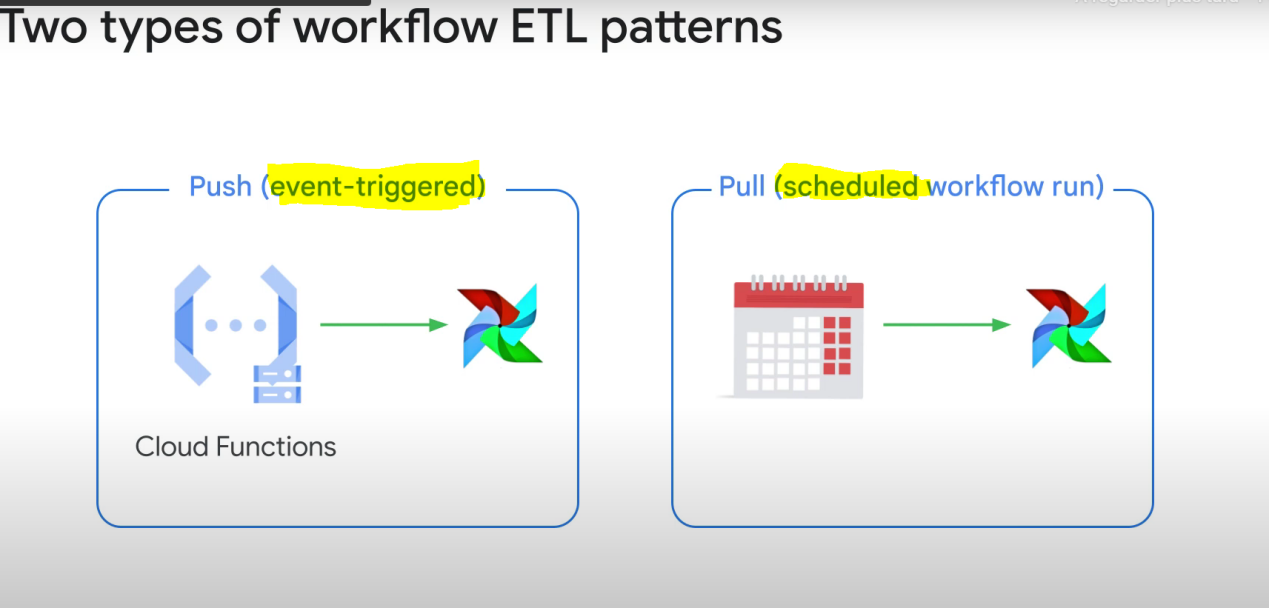 Two types of workflow ETL patterns
Push (event-triggered)
Pull (scheduled workflow run)
Cloud Functions